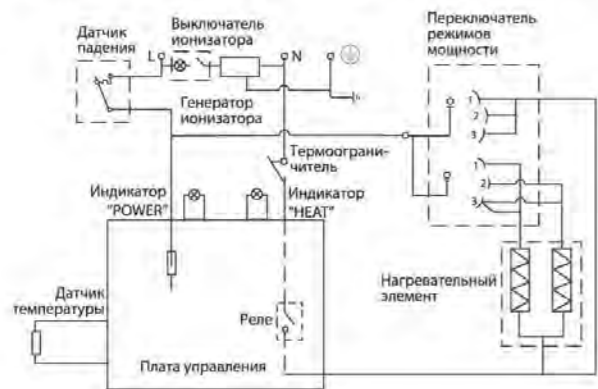 Датчик
падения
Выключатель
ионизатора
L
N
Генератор
ионизатора
Переключатель
режимов
мощности
1
2
3
1
2
3
Термоограни-
читель
Индикатор
"POWER"
Индикатор
"HEAT"
Нагревательный
элемент
Датчик
температуры
Реле
Плата управления